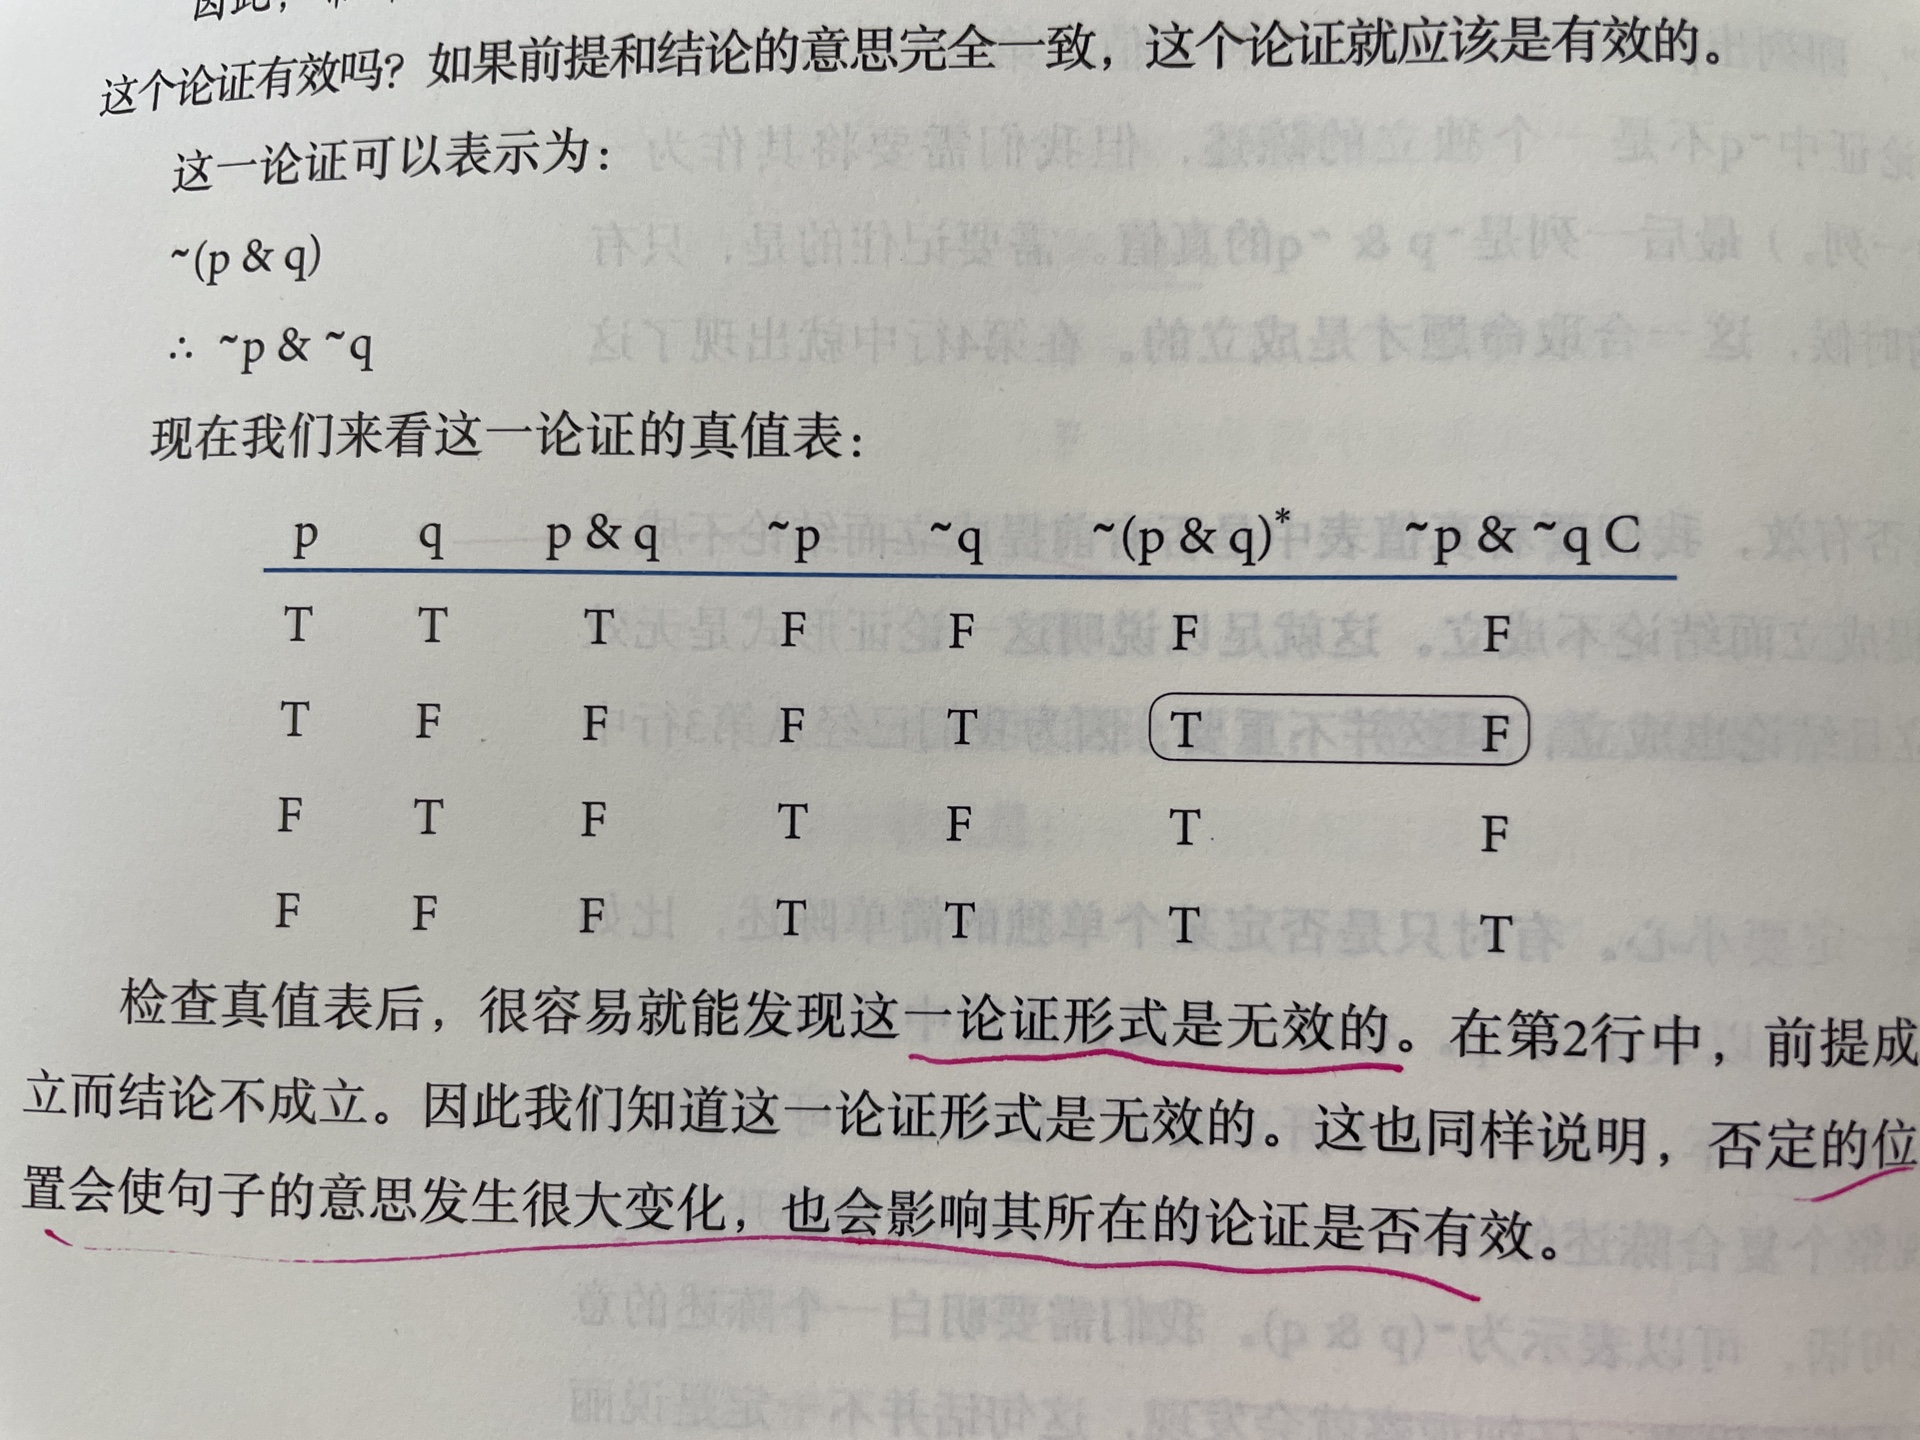 因此，
这个论证有效吗？如果前提和结论的意思完全一致，这个论证就应该是有效的。
这一论证可以表示为：
~(p & q)
∴ ~p & ~q
现在我们来看这一论证的真值表：
p q p & q ~p ~q ~(p & q)* ~p & ~q C
T T T F F F F
T F F F T T F
F T F T F T F
F F F T T T T
检查真值表后，很容易就能发现这一论证形式是无效的。在第2行中，前提成
立而结论不成立。因此我们知道这一论证形式是无效的。这也同样说明，否定的位
置会使句子的意思发生很大变化，也会影响其所在的论证是否有效。